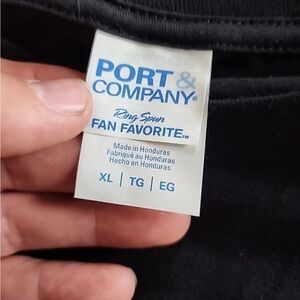 PORT &
COMPANY®
Ring Spun
FAN FAVORITE™
Made in Honduras
Fabriqué au Honduras
Hecho en Honduras
XL | TG | EG